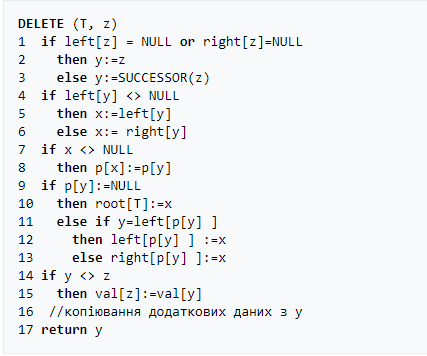 DELETE (T, z)
1 if left[z] = NULL or right[z]=NULL
2 then y:=z
3 else y:=SUCCESSOR(z)
4 if left[y] <> NULL
5 then x:=left[y]
6 else x:= right[y]
7 if x <> NULL
8 then p[x]:=p[y]
9 if p[y]:=NULL
10 then root[T]:=x
11 else if y=left[p[y] ]
12 then left[p[y] ] :=x
13 else right[p[y] ]:=x
14 if y <> z
15 then val[z]:=val[y]
16 //копіювання додаткових даних з y
17 return y